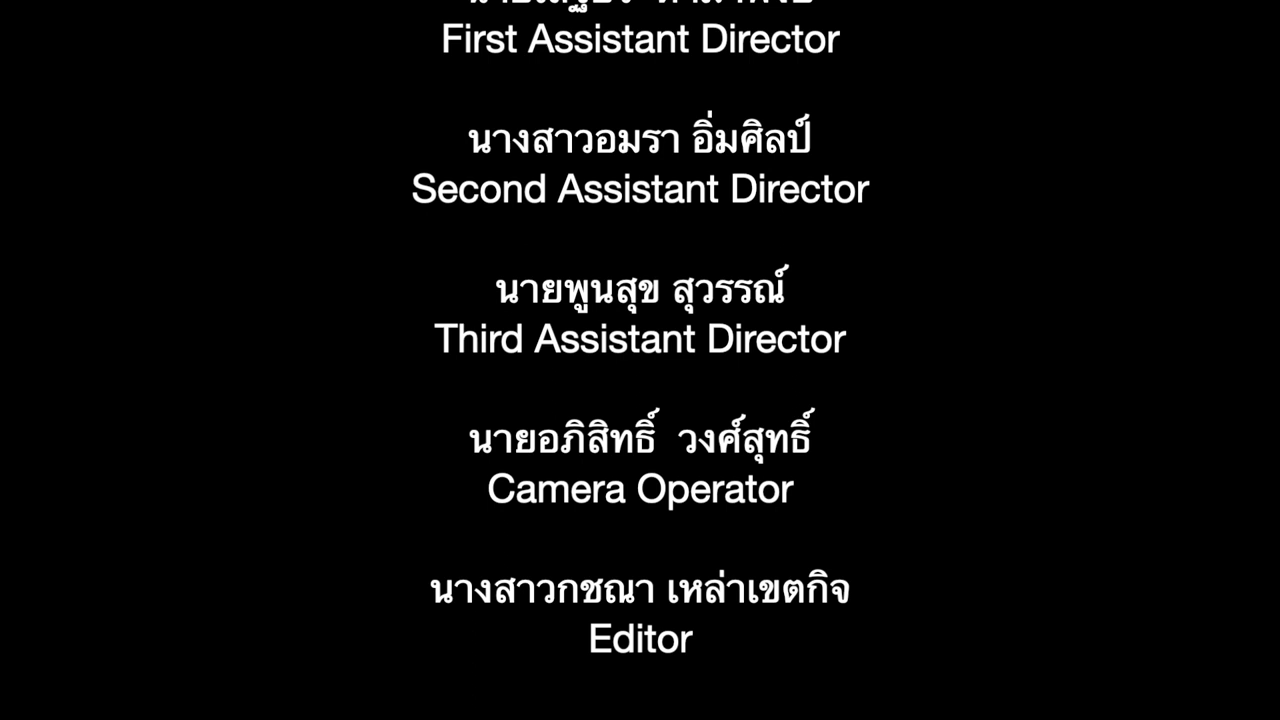 First Assistant Director
นางสาวอมรา อิ่มศิลป์
Second Assistant Director
นายพูนสุข สุวรรณ์
Third Assistant Director
นายอภิสิทธิ์ วงศ์สุทธิ์
Camera Operator
นางสาวกชณา เหล่าเขตกิจ
Editor